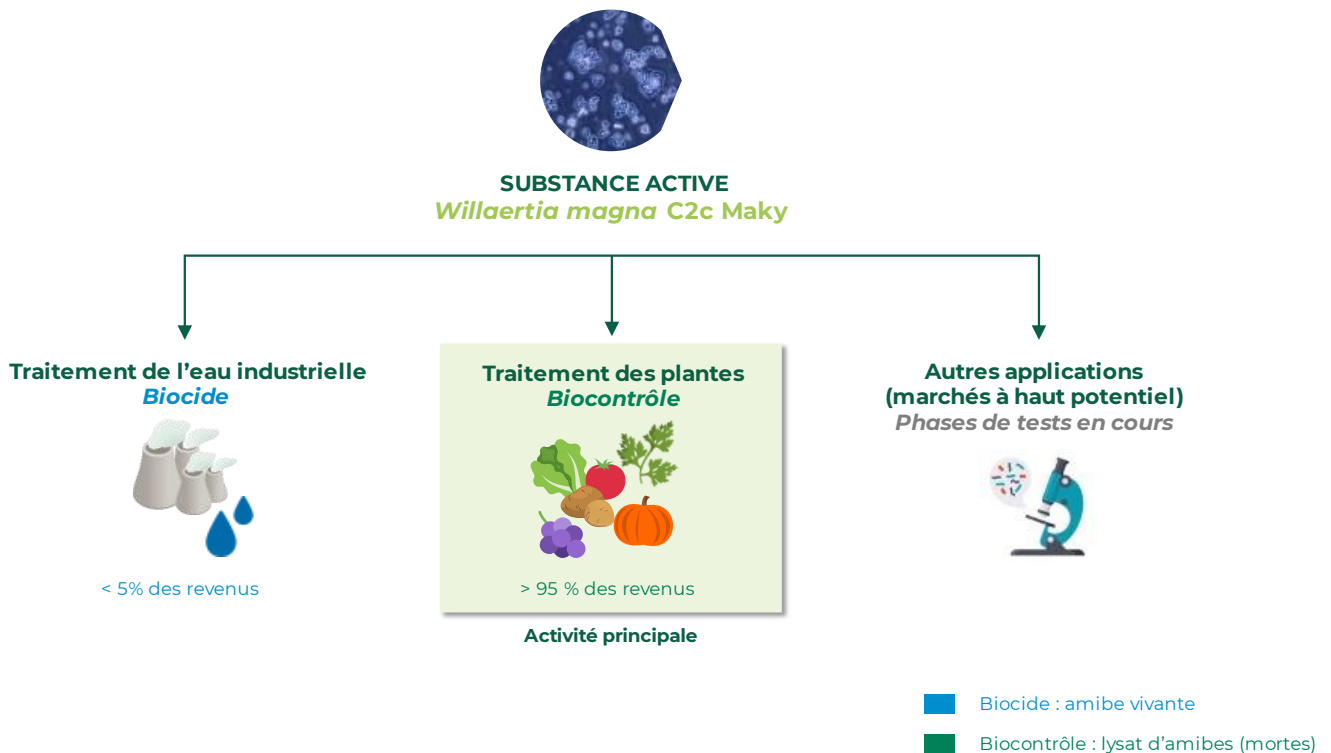 SUBSTANCE ACTIVE
Willaertia magna C2c Maky
Traitement de l’eau industrielle
Biocide
< 5% des revenus
Traitement des plantes
Biocontrôle
> 95 % des revenus
Activité principale
Autres applications
(marchés à haut potentiel)
Phases de tests en cours
Biocide : amibe vivante
Biocontrôle : lysat d’amibes (mortes)